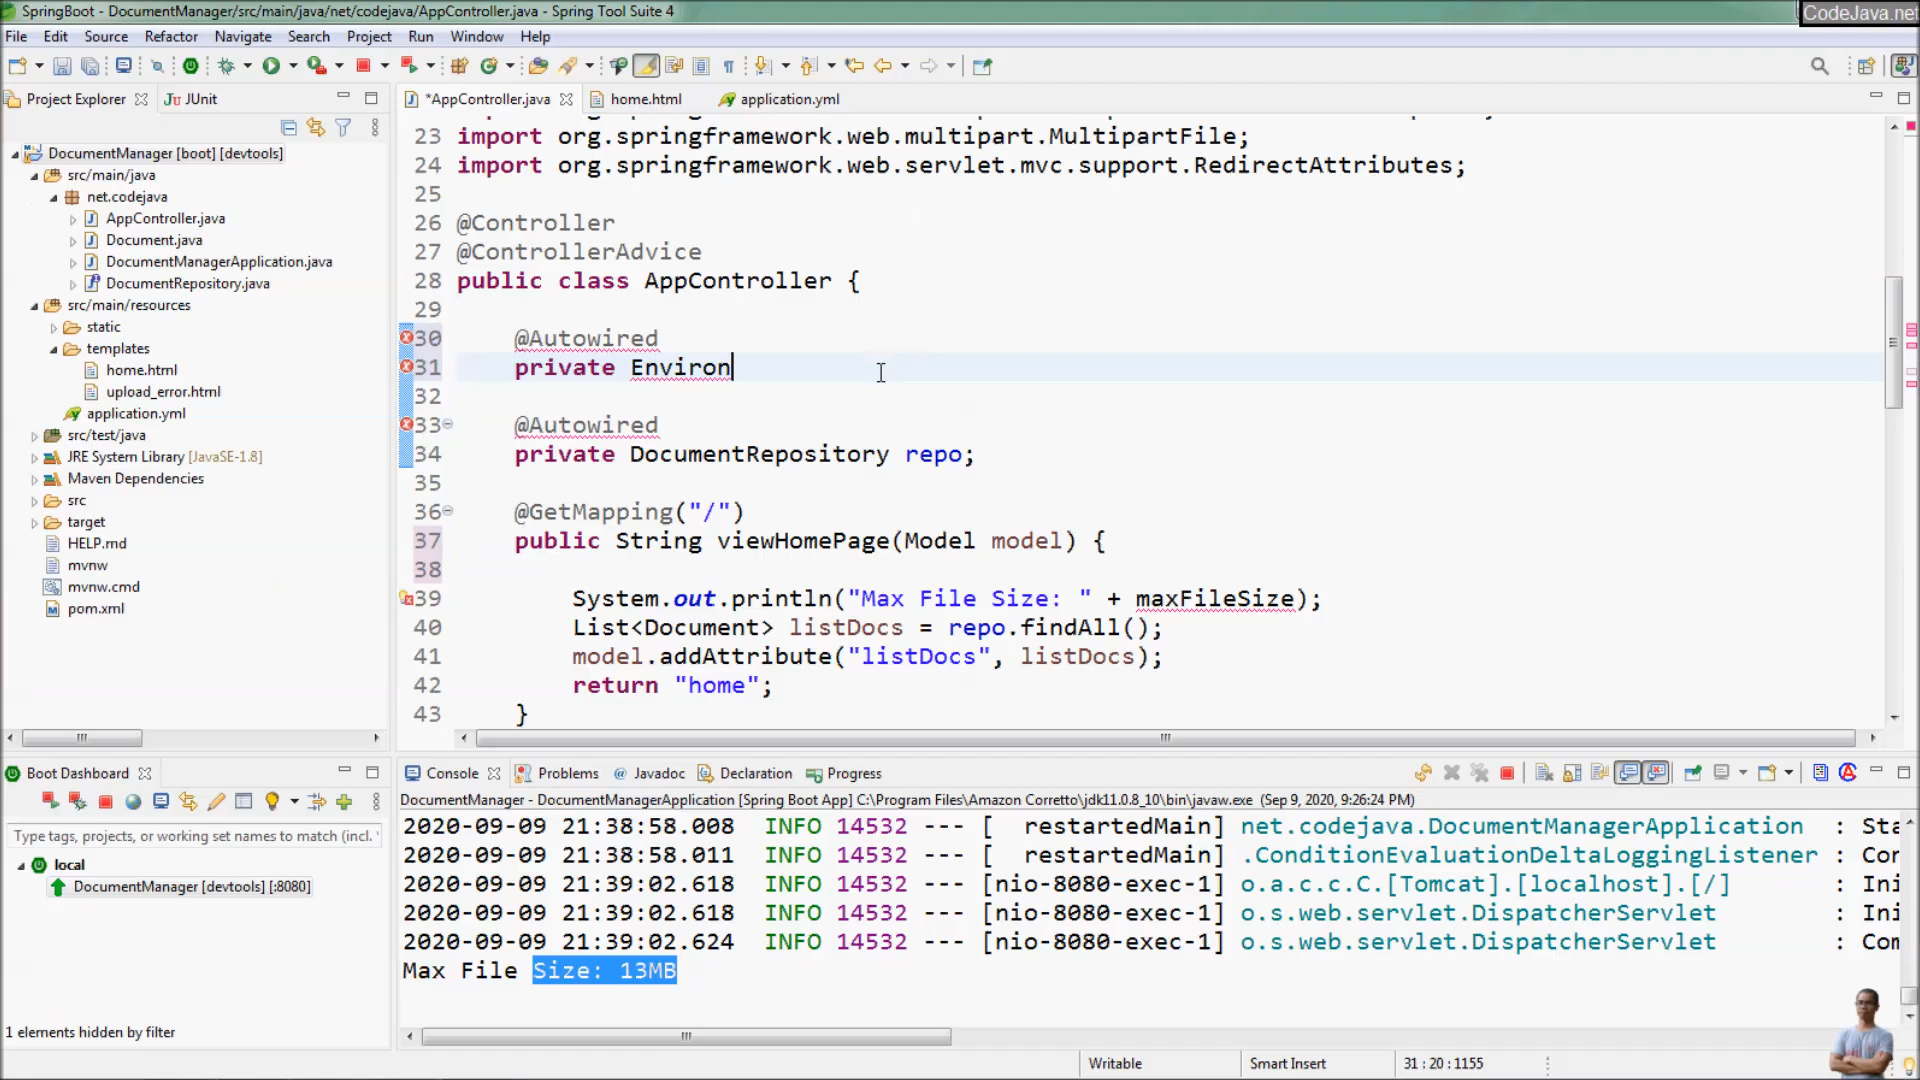 SpringBoot - DocumentManager/src/main/java/net/codejava/AppController.java - Spring Tool Suite 4
CodeJava.net
File Edit Source Refactor Navigate Search Project Run Window Help
Project Explorer
JUnit
*AppController.java
home.html
application.yml
DocumentManager [boot] [devtools]
src/main/java
net.codejava
AppController.java
Document.java
DocumentManagerApplication.java
DocumentRepository.java
src/main/resources
static
templates
home.html
upload_error.html
application.yml
src/test/java
JRE System Library [JavaSE-1.8]
Maven Dependencies
src
target
HELP.md
mvnw
mvnw.cmd
pom.xml
23 import org.springframework.web.multipart.MultipartFile;
24 import org.springframework.web.servlet.mvc.support.RedirectAttributes;
25
26 @Controller
27 @ControllerAdvice
28 public class AppController {
29
30 @Autowired
31 private Environ
32
33 @Autowired
34 private DocumentRepository repo;
35
36 @GetMapping("/")
37 public String viewHomePage(Model model) {
38
39 System.out.println("Max File Size: " + maxFileSize);
40 List<Document> listDocs = repo.findAll();
41 model.addAttribute("listDocs", listDocs);
42 return "home";
43 }
Boot Dashboard
Type tags, projects, or working set names to match (incl. *
local
DocumentManager [devtools] [:8080]
1 elements hidden by filter
Console
Problems
@ Javadoc
Declaration
Progress
DocumentManager - DocumentManagerApplication [Spring Boot App] C:\Program Files\Amazon Corretto\jdk11.0.8_10\bin\javaw.exe (Sep 9, 2020, 9:26:24 PM)
2020-09-09 21:38:58.008 INFO 14532 --- [ restartedMain] net.codejava.DocumentManagerApplication : Sta
2020-09-09 21:38:58.011 INFO 14532 --- [ restartedMain] .ConditionEvaluationDeltaLoggingListener : Con
2020-09-09 21:39:02.618 INFO 14532 --- [nio-8080-exec-1] o.a.c.c.C.[Tomcat].[localhost].[/] : Ini
2020-09-09 21:39:02.618 INFO 14532 --- [nio-8080-exec-1] o.s.web.servlet.DispatcherServlet : Ini
2020-09-09 21:39:02.624 INFO 14532 --- [nio-8080-exec-1] o.s.web.servlet.DispatcherServlet : Com
Max File Size: 13MB
Writable
Smart Insert
31 : 20 : 1155